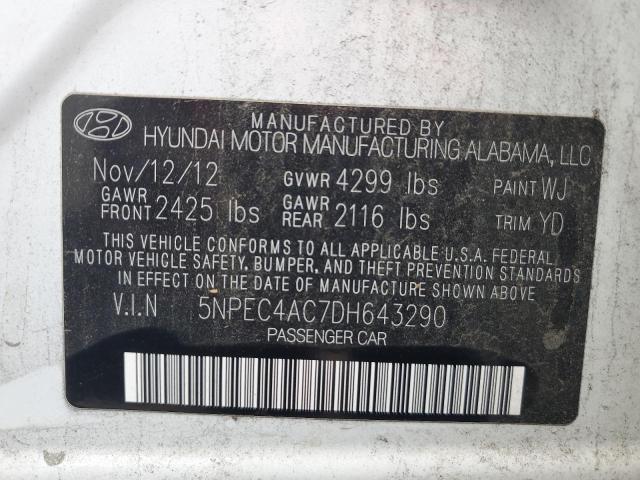 MANUFACTURED BY
HYUNDAI MOTOR MANUFACTURING ALABAMA, LLC
Nov/12/12 GVWR 4299 lbs PAINT WJ
GAWR FRONT 2425 lbs GAWR REAR 2116 lbs TRIM YD
THIS VEHICLE CONFORMS TO ALL APPLICABLE U.S.A. FEDERAL
MOTOR VEHICLE SAFETY, BUMPER, AND THEFT PREVENTION STANDARDS
IN EFFECT ON THE DATE OF MANUFACTURE SHOWN ABOVE.
V.I.N 5NPEC4AC7DH643290
PASSENGER CAR